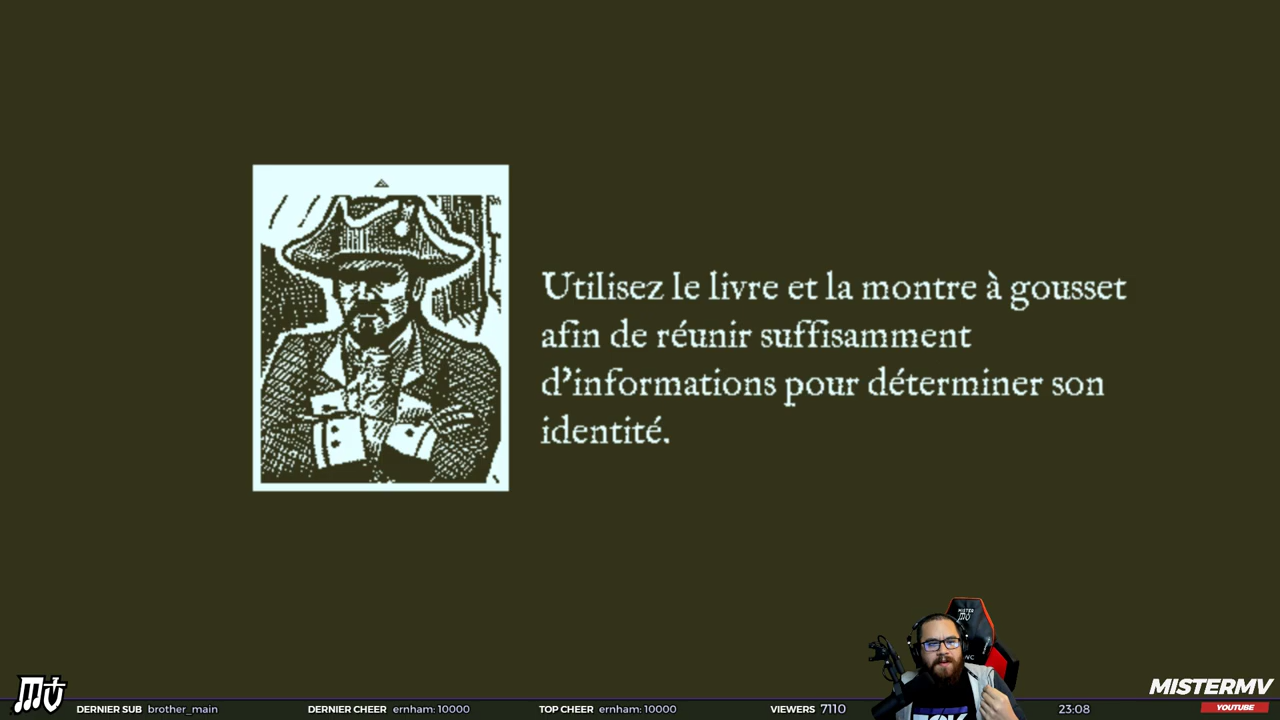 Utilisez le livre et la montre à gousset
afin de réunir suffisamment
d’informations pour déterminer son
identité.
MV
DERNIER SUB brother_main
DERNIER CHEER ernham: 10000
TOP CHEER ernham: 10000
VIEWERS 7110
23:08
MISTERMV
YOUTUBE